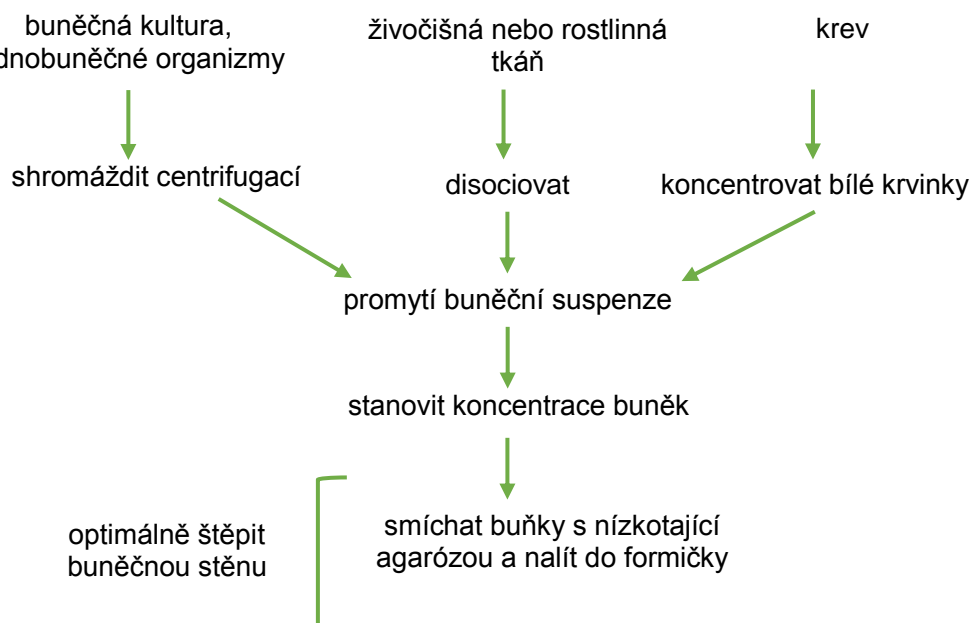 buněčná kultura,
dnobuněčné organizmy
živočišná nebo rostlinná
tkáň
krev
shromáždit centrifugací
disociovat
koncentrovat bílé krvinky
promytí buněční suspenze
stanovit koncentrace buněk
optimálně štěpit
buněčnou stěnu
smíchat buňky s nízkotající
agarózou a nalít do formičky